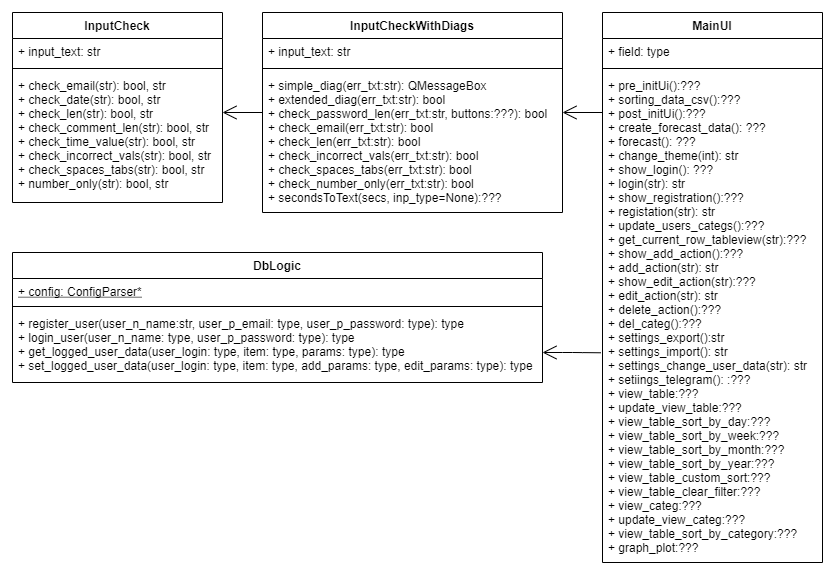 InputCheck
+ input_text: str
+ check_email(str): bool, str
+ check_date(str): bool, str
+ check_len(str): bool, str
+ check_comment_len(str): bool, str
+ check_time_value(str): bool, str
+ check_incorrect_vals(str): bool, str
+ check_spaces_tabs(str): bool, str
+ number_only(str): bool, str
InputCheckWithDiags
+ input_text: str
+ simple_diag(err_txt:str): QMessageBox
+ extended_diag(err_txt:str): bool
+ check_password_len(err_txt:str, buttons:???): bool
+ check_email(err_txt:str): bool
+ check_len(err_txt:str): bool
+ check_incorrect_vals(err_txt:str): bool
+ check_spaces_tabs(err_txt:str): bool
+ check_number_only(err_txt:str): bool
+ secondsToText(secs, inp_type=None):???
MainUI
+ field: type
+ pre_initUi():???
+ sorting_data_csv():???
+ post_initUi():???
+ create_forecast_data(): ???
+ forecast(): ???
+ change_theme(int): str
+ show_login(): ???
+ login(str): str
+ show_registration():???
+ registation(str): str
+ update_users_categs():???
+ get_current_row_tableview(str):???
+ show_add_action():???
+ add_action(str): str
+ show_edit_action(str):???
+ edit_action(str): str
+ delete_action():???
+ del_categ():???
+ settings_export():str
+ settings_import(): str
+ settings_change_user_data(str): str
+ setiings_telegram(): :???
+ view_table:???
+ update_view_table:???
+ view_table_sort_by_day:???
+ view_table_sort_by_week:???
+ view_table_sort_by_month:???
+ view_table_sort_by_year:???
+ view_table_custom_sort:???
+ view_table_clear_filter:???
+ view_categ:???
+ update_view_categ:???
+ view_table_sort_by_category:???
+ graph_plot:???
DbLogic
+ config: ConfigParser*
+ register_user(user_n_name:str, user_p_email: type, user_p_password: type): type
+ login_user(user_n_name: type, user_p_password: type): type
+ get_logged_user_data(user_login: type, item: type, params: type): type
+ set_logged_user_data(user_login: type, item: type, add_params: type, edit_params: type): type